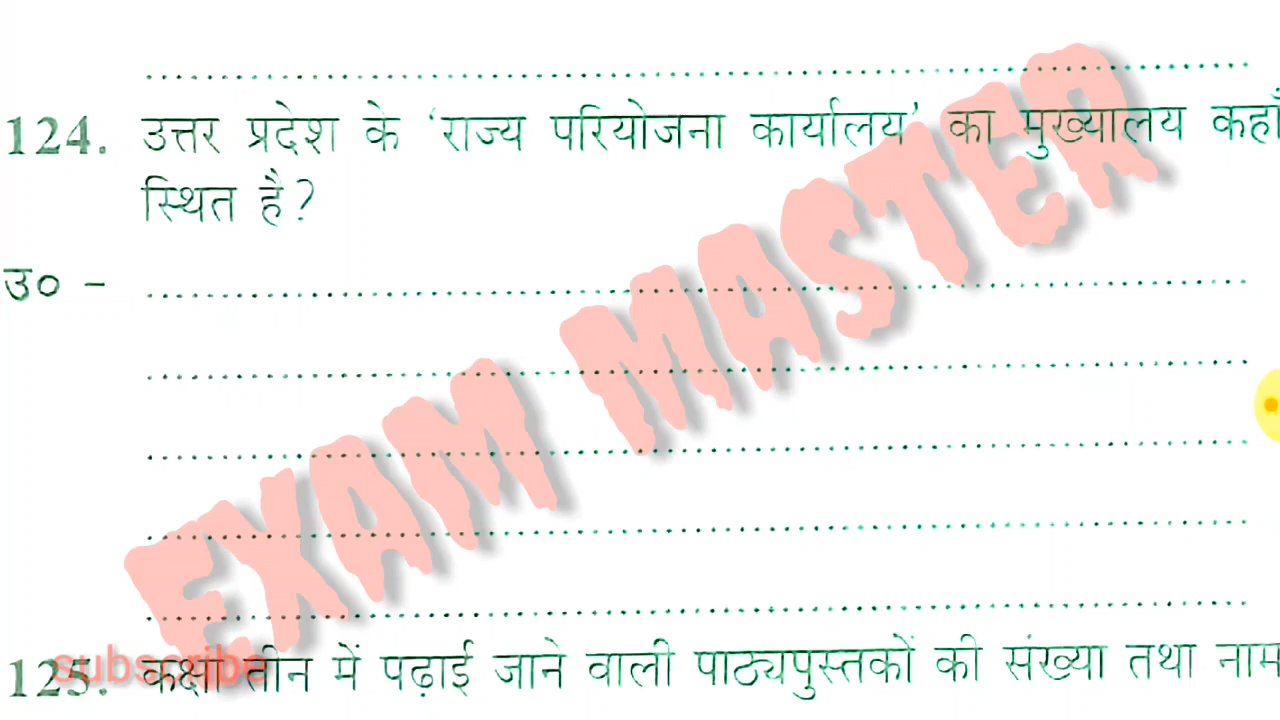 124. उत्तर प्रदेश के ‘राज्य परियोजना कार्यालय’ का मुख्यालय कहाँ
स्थित है?
उ० –
EXAM MASTER
125. कक्षा तीन में पढ़ाई जाने वाली पाठ्यपुस्तकों की संख्या तथा नाम
subscribe